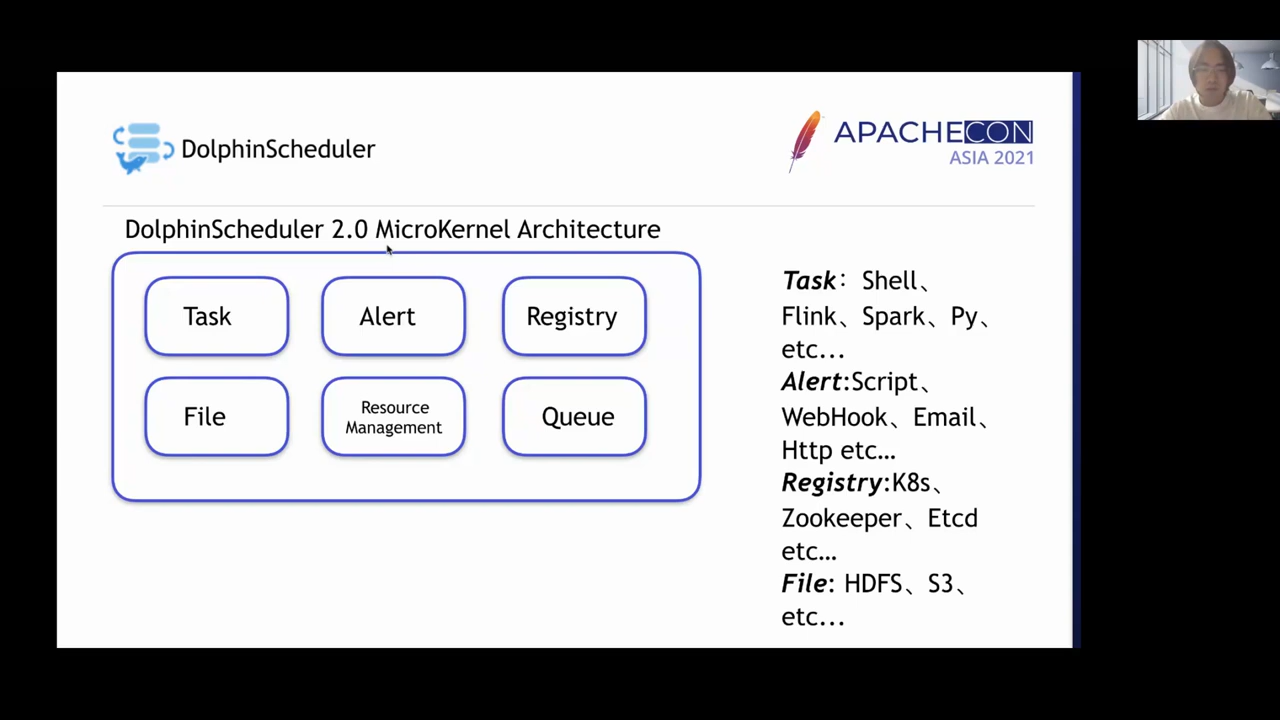 DolphinScheduler
APACHECON
ASIA 2021
DolphinScheduler 2.0 MicroKernel Architecture
Task
Alert
Registry
File
Resource
Management
Queue
Task：Shell、
Flink、Spark、Py、
etc...
Alert:Script、
WebHook、Email、
Http etc…
Registry:K8s、
Zookeeper、Etcd
etc…
File: HDFS、S3、
etc...